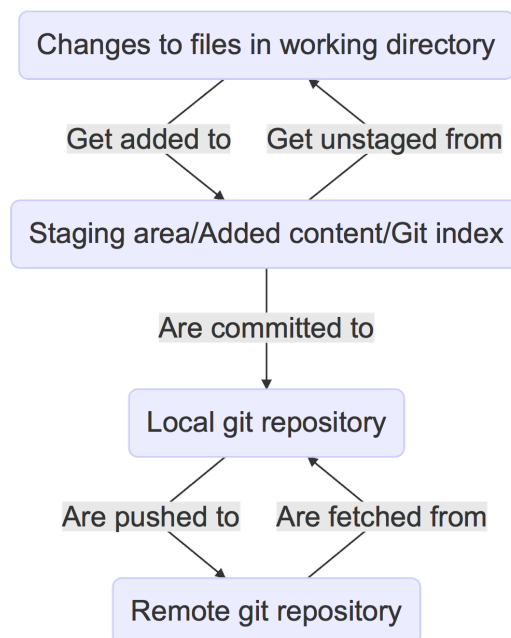 Changes to files in working directory
Get added to
Get unstaged from
Staging area/Added content/Git index
Are committed to
Local git repository
Are pushed to
Are fetched from
Remote git repository